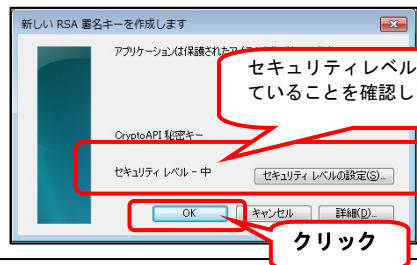 新しい RSA 署名キーを作成します
アプリケーションは保護された
セキュリティレベル
ていることを確認し
CryptoAPI 秘密キー
セキュリティ レベル - 中
セキュリティ レベルの設定(S)...
OK
キャンセル
詳細(D)...
クリック